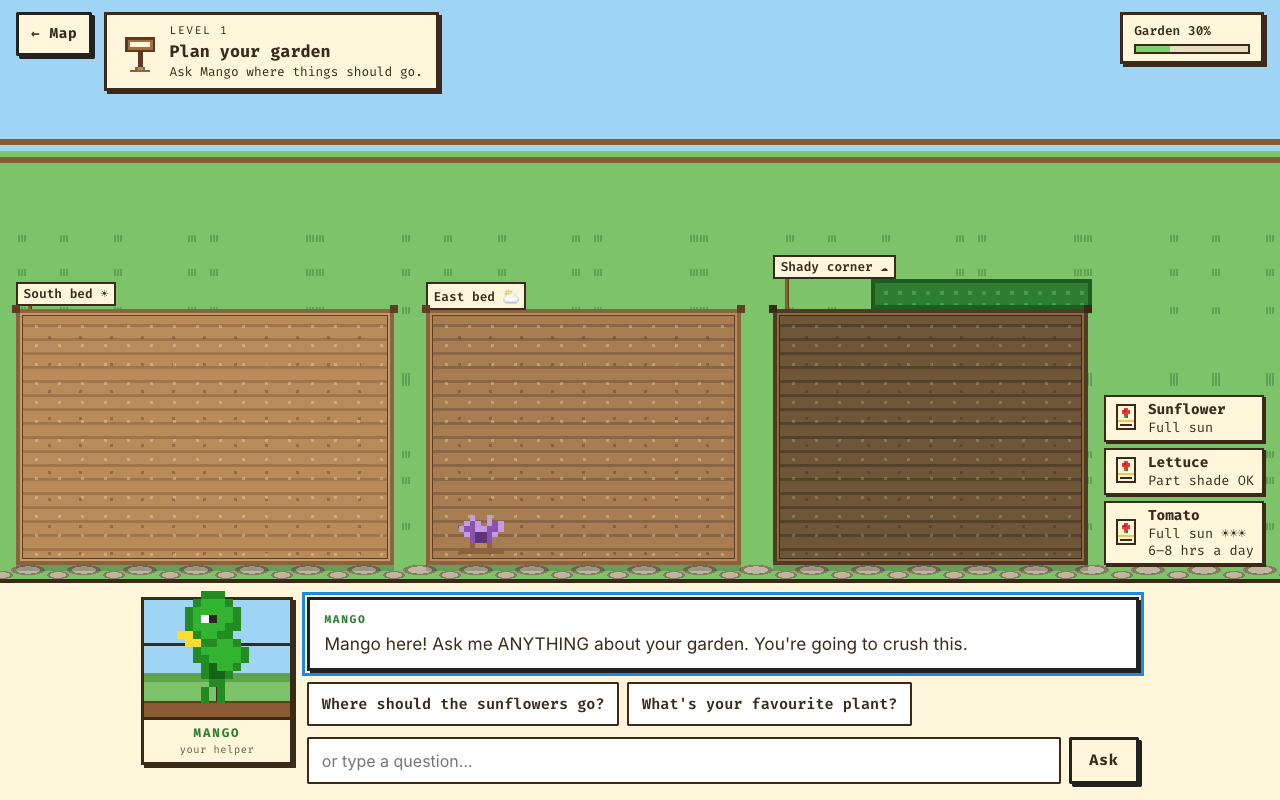 ← Map
LEVEL 1
Plan your garden
Ask Mango where things should go.
Garden 30%
South bed ☀
East bed ⛅
Shady corner ☁
Sunflower
Full sun
Lettuce
Part shade OK
Tomato
Full sun ☀☀☀
6–8 hrs a day
MANGO
your helper
MANGO
Mango here! Ask me ANYTHING about your garden. You're going to crush this.
Where should the sunflowers go?
What's your favourite plant?
or type a question...
Ask